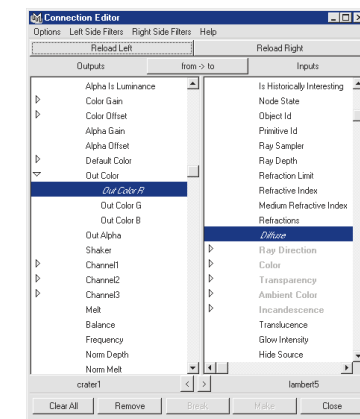 Connection Editor
Options Left Side Filters Right Side Filters Help
Reload Left Reload Right
Outputs from -> to Inputs
Alpha Is Luminance
Color Gain
Color Offset
Alpha Gain
Alpha Offset
Default Color
Out Color
Out Color R
Out Color G
Out Color B
Out Alpha
Shaker
Channel1
Channel2
Channel3
Melt
Balance
Frequency
Norm Depth
Norm Melt
Is Historically Interesting
Node State
Object Id
Primitive Id
Ray Sampler
Ray Depth
Refraction Limit
Refractive Index
Medium Refractive Index
Refractions
Diffuse
Ray Direction
Color
Transparency
Ambient Color
Incandescence
Translucence
Glow Intensity
Hide Source
crater1 < > lambert5
Clear All Remove Break Make Close